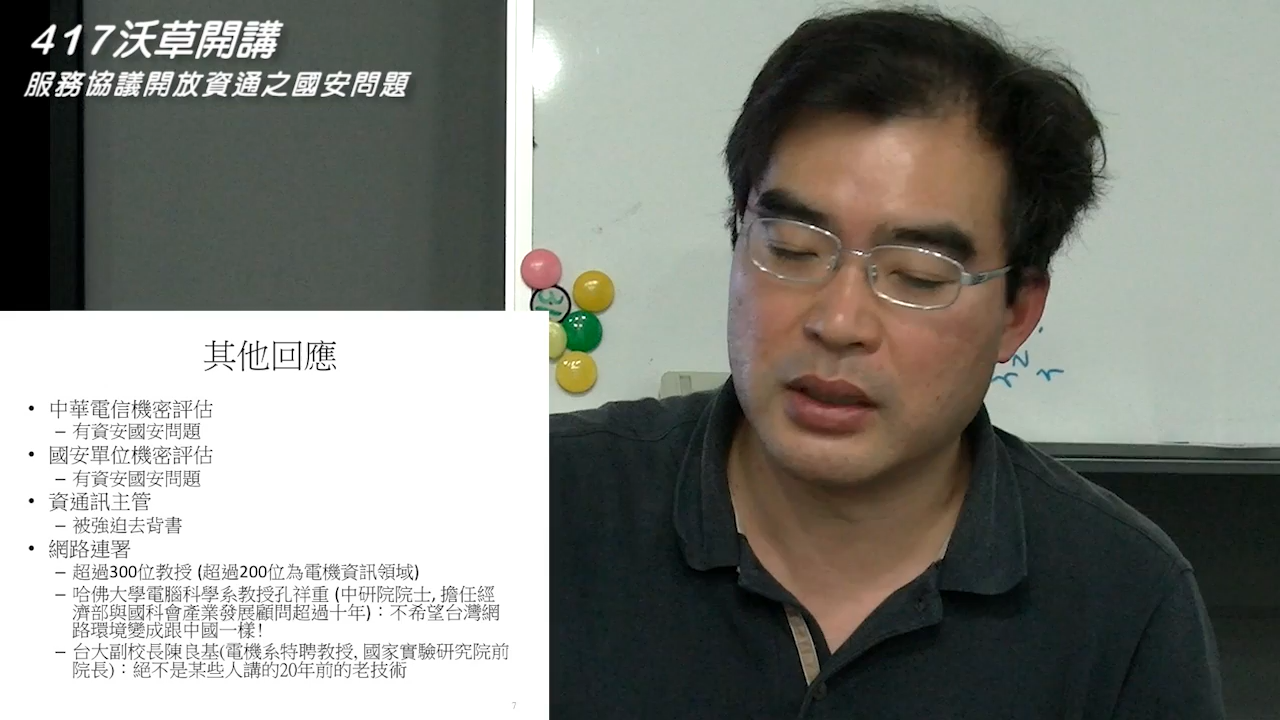 417沃草開講
服務協議開放資通之國安問題
其他回應
• 中華電信機密評估
– 有資安國安問題
• 國安單位機密評估
– 有資安國安問題
• 資通訊主管
– 被強迫去背書
• 網路連署
– 超過300位教授 (超過200位為電機資訊領域)
– 哈佛大學電腦科學系教授孔祥重 (中研院院士, 擔任經
濟部與國科會產業發展顧問超過十年)：不希望台灣網
路環境變成跟中國一樣!
– 台大副校長陳良基(電機系特聘教授, 國家實驗研究院前
院長)：絕不是某些人講的20年前的老技術
7